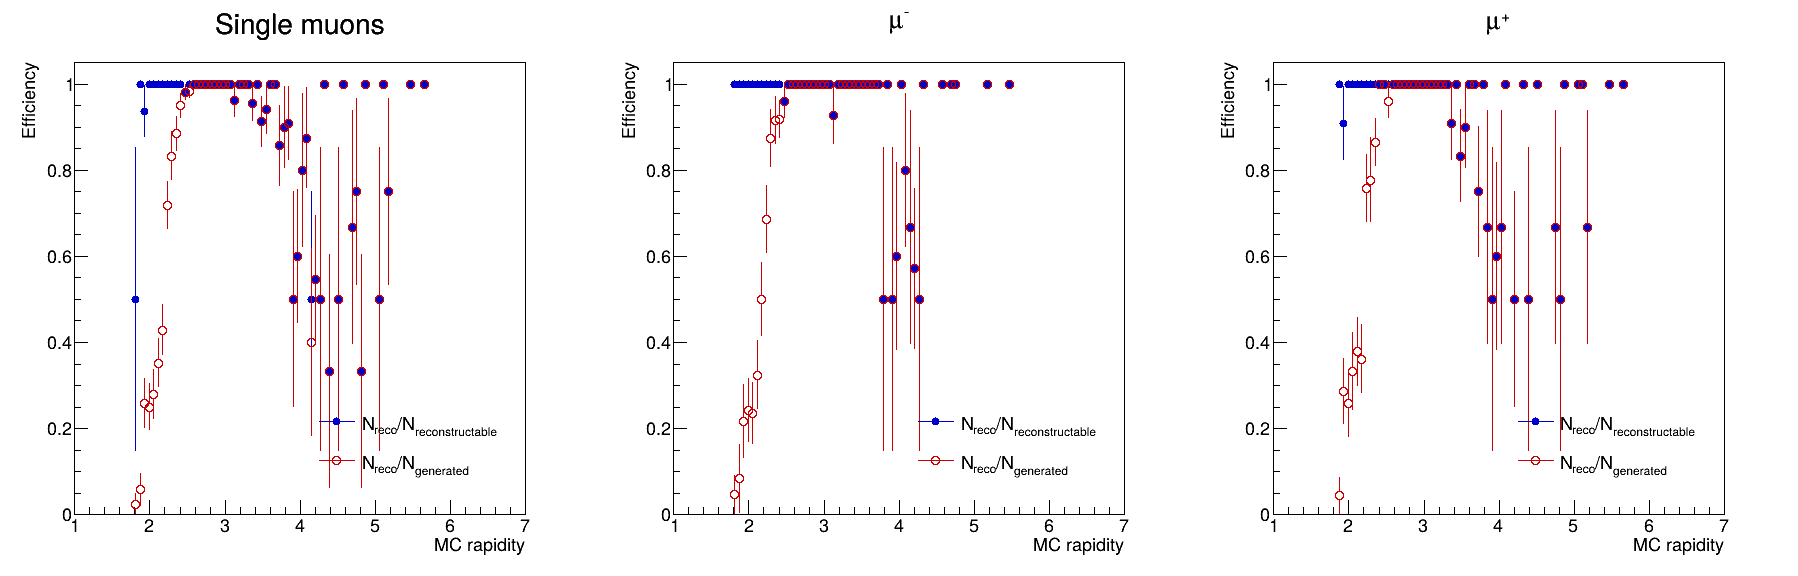 Single muons
Efficiency
1
0.8
0.6
0.4
0.2
0
1 2 3 4 5 6 7
MC rapidity
N_reco/N_reconstructable
N_reco/N_generated
μ⁻
Efficiency
1
0.8
0.6
0.4
0.2
0
1 2 3 4 5 6 7
MC rapidity
N_reco/N_reconstructable
N_reco/N_generated
μ⁺
Efficiency
1
0.8
0.6
0.4
0.2
0
1 2 3 4 5 6 7
MC rapidity
N_reco/N_reconstructable
N_reco/N_generated